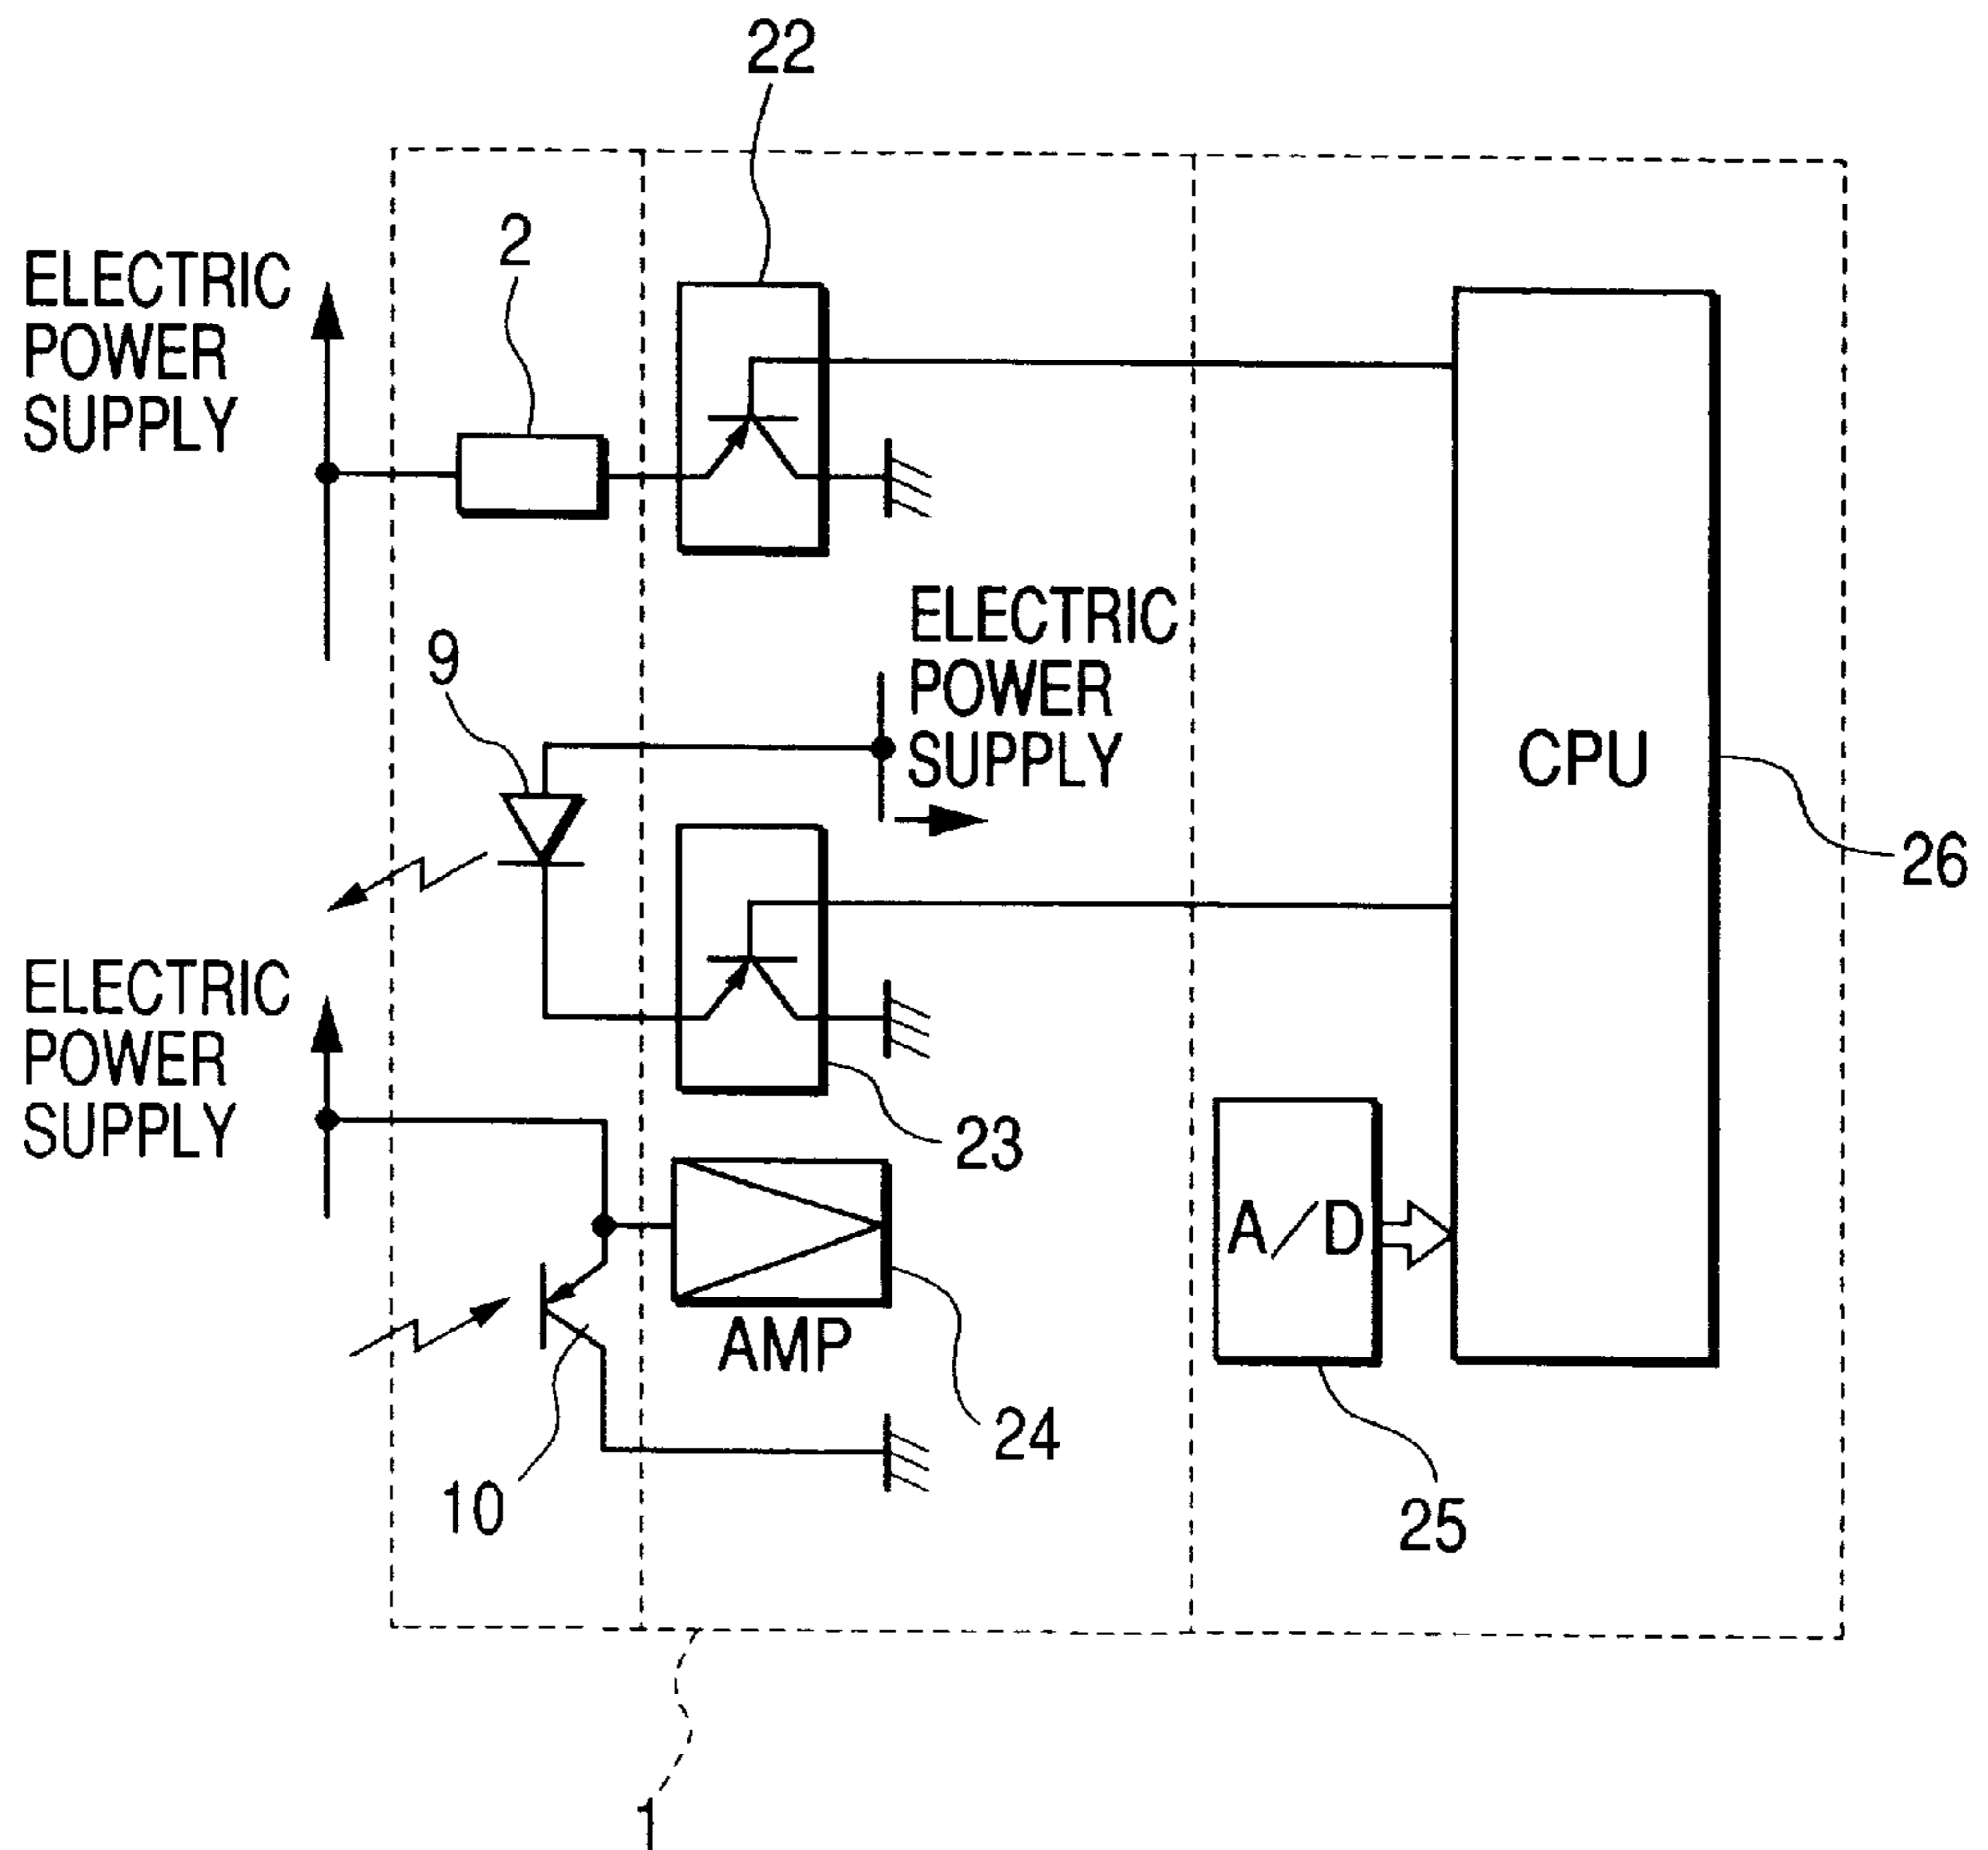 22
2
ELECTRIC
POWER
SUPPLY
ELECTRIC
POWER
SUPPLY
9
CPU
26
ELECTRIC
POWER
SUPPLY
23
A/D
AMP
24
10
25
1